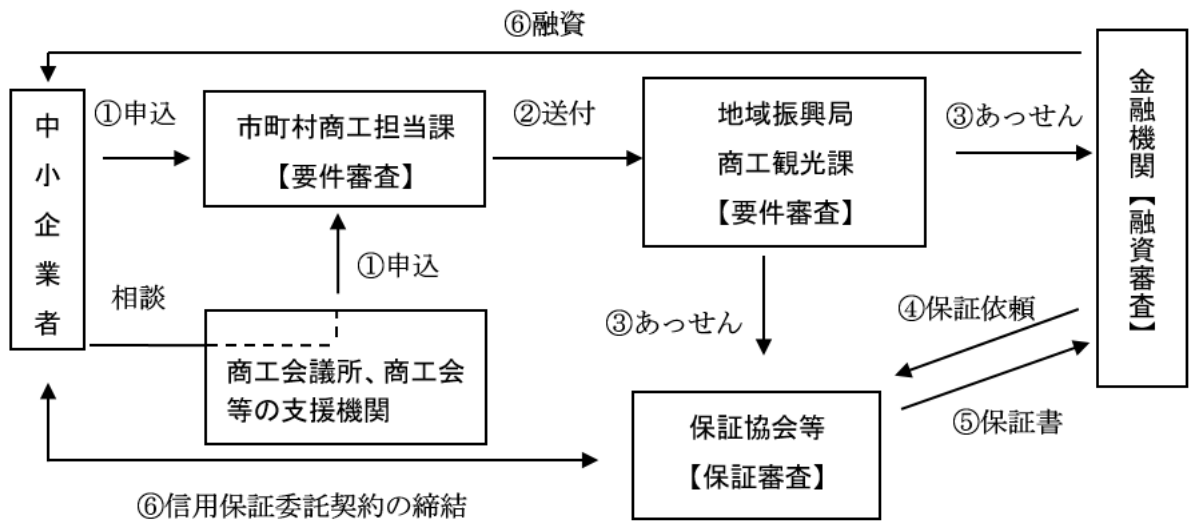 ⑥融資
中小企業者
①申込
市町村商工担当課
【要件審査】
②送付
地域振興局
商工観光課
【要件審査】
③あっせん
金融機関【融資審査】
①申込
相談
商工会議所、商工会
等の支援機関
③あっせん
④保証依頼
⑤保証書
保証協会等
【保証審査】
⑥信用保証委託契約の締結